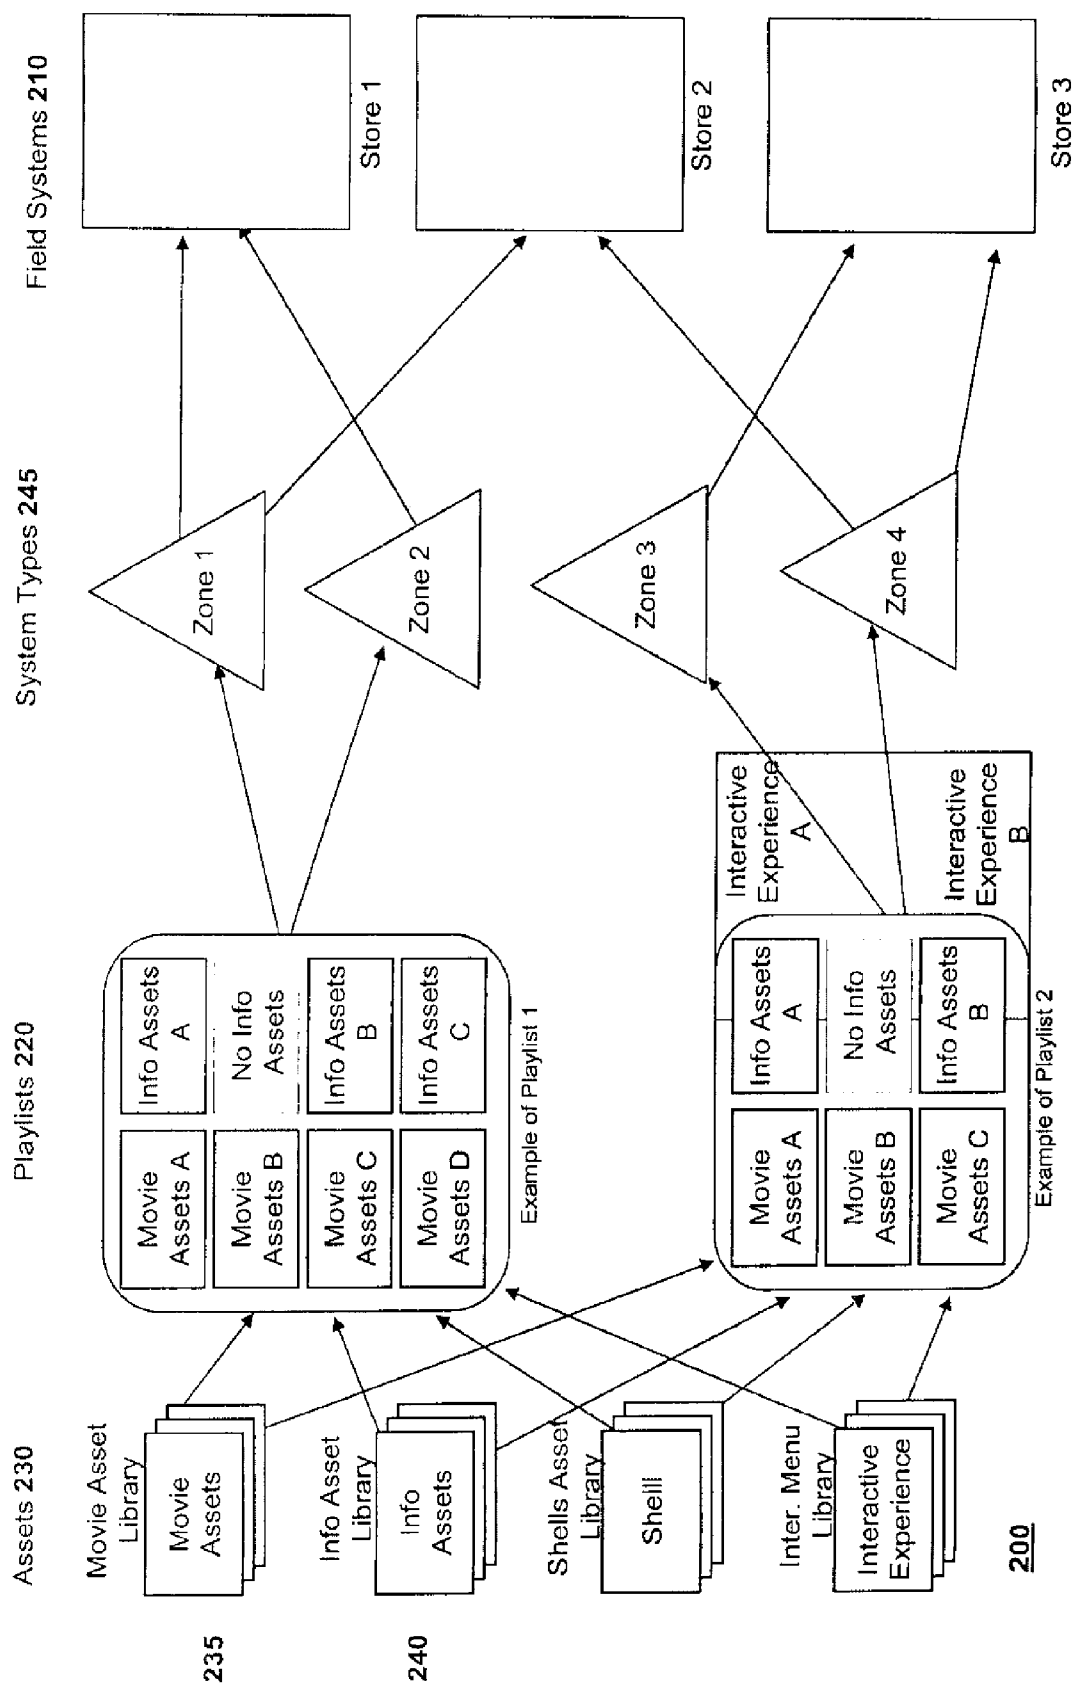 Assets 230
Playlists 220
System Types 245
Field Systems 210
235
Movie Asset
Library
Movie
Assets
240
Info Asset
Library
Info
Assets
Shells Asset
Library
Shell
Inter. Menu
Library
Interactive
Experience
Movie
Assets A
Info Assets
A
Movie
Assets B
No Info
Assets
Movie
Assets C
Info Assets
B
Movie
Assets D
Info Assets
C
Example of Playlist 1
Movie
Assets A
Info Assets
A
Movie
Assets B
No Info
Assets
Movie
Assets C
Info Assets
B
Example of Playlist 2
Interactive
Experience
A
Interactive
Experience
B
Zone 1
Zone 2
Zone 3
Zone 4
Store 1
Store 2
Store 3
200